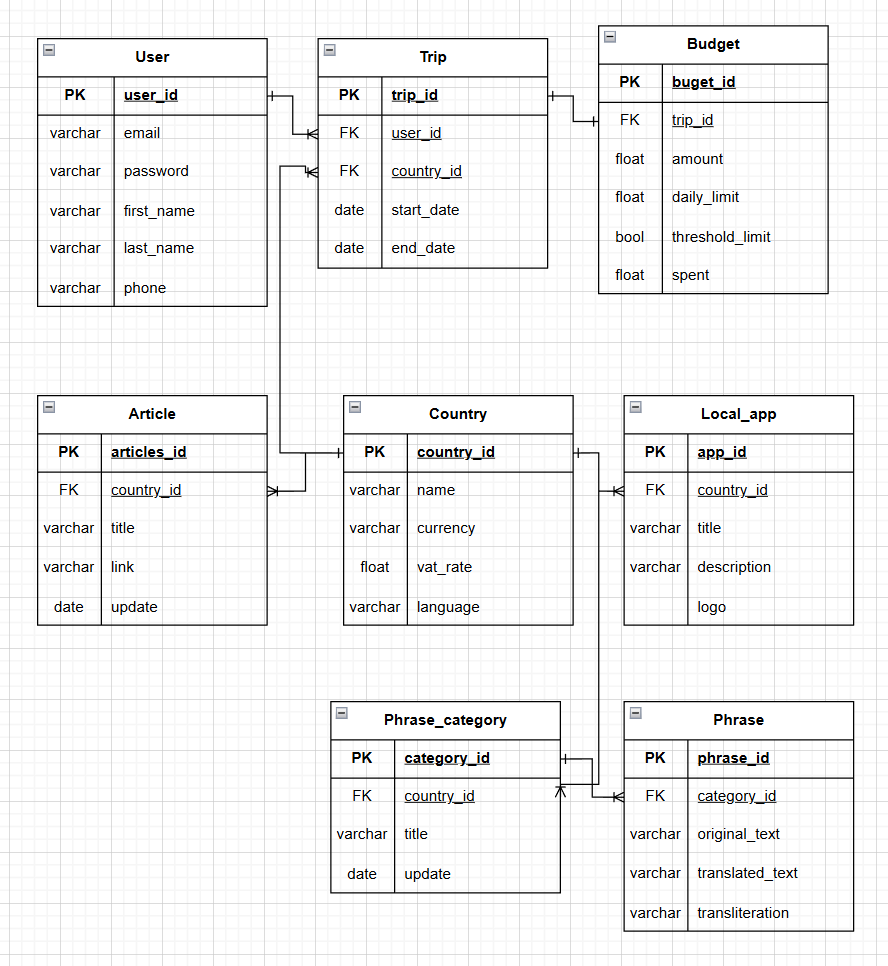 User
PK user_id
varchar email
varchar password
varchar first_name
varchar last_name
varchar phone
Trip
PK trip_id
FK user_id
FK country_id
date start_date
date end_date
Budget
PK buget_id
FK trip_id
float amount
float daily_limit
bool threshold_limit
float spent
Article
PK articles_id
FK country_id
varchar title
varchar link
date update
Country
PK country_id
varchar name
varchar currency
float vat_rate
varchar language
Local_app
PK app_id
FK country_id
varchar title
varchar description
logo
Phrase_category
PK category_id
FK country_id
varchar title
date update
Phrase
PK phrase_id
FK category_id
varchar original_text
varchar translated_text
varchar transliteration